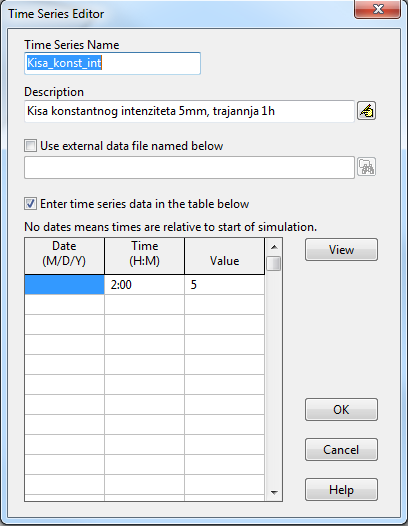 Time Series Editor
Time Series Name
Kisa_konst_int
Description
Kisa konstantnog intenziteta 5mm, trajannja 1h
Use external data file named below
Enter time series data in the table below
No dates means times are relative to start of simulation.
Date (M/D/Y) Time (H:M) Value
2:00 5
View
OK
Cancel
Help